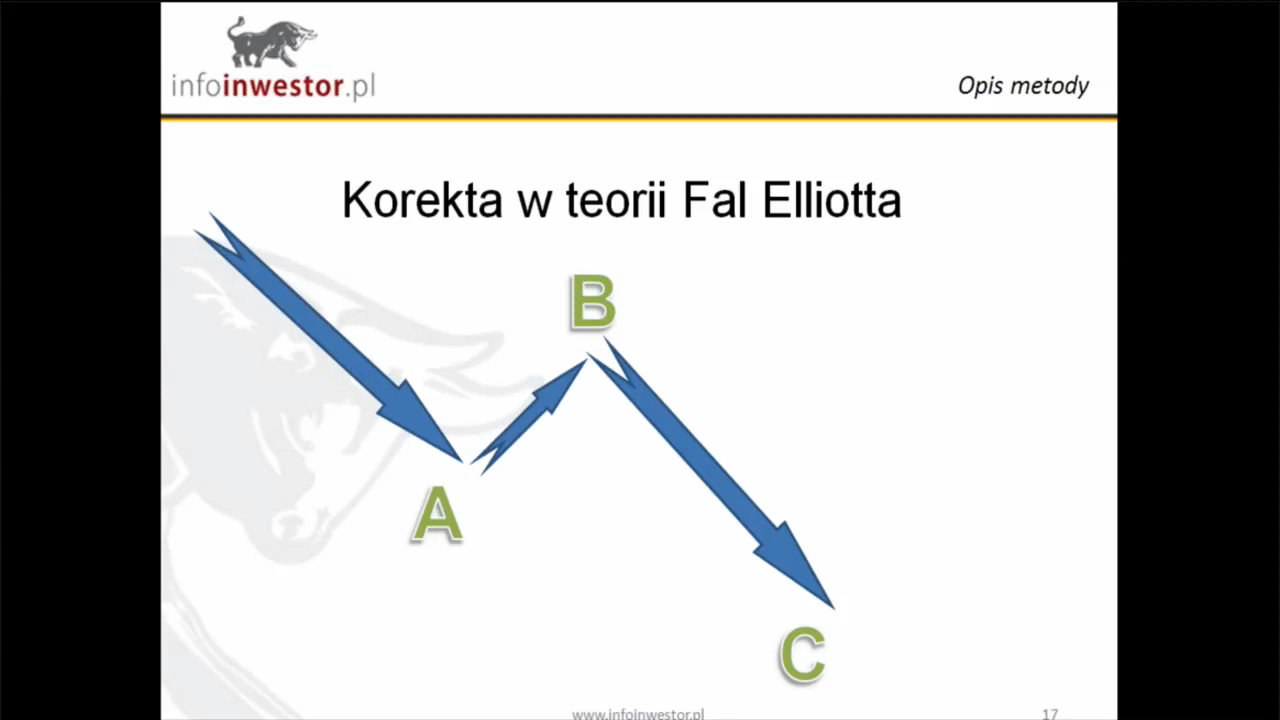 infoinwestor.pl
Opis metody
Korekta w teorii Fal Elliotta
B
A
C
www.infoinwestor.pl
17